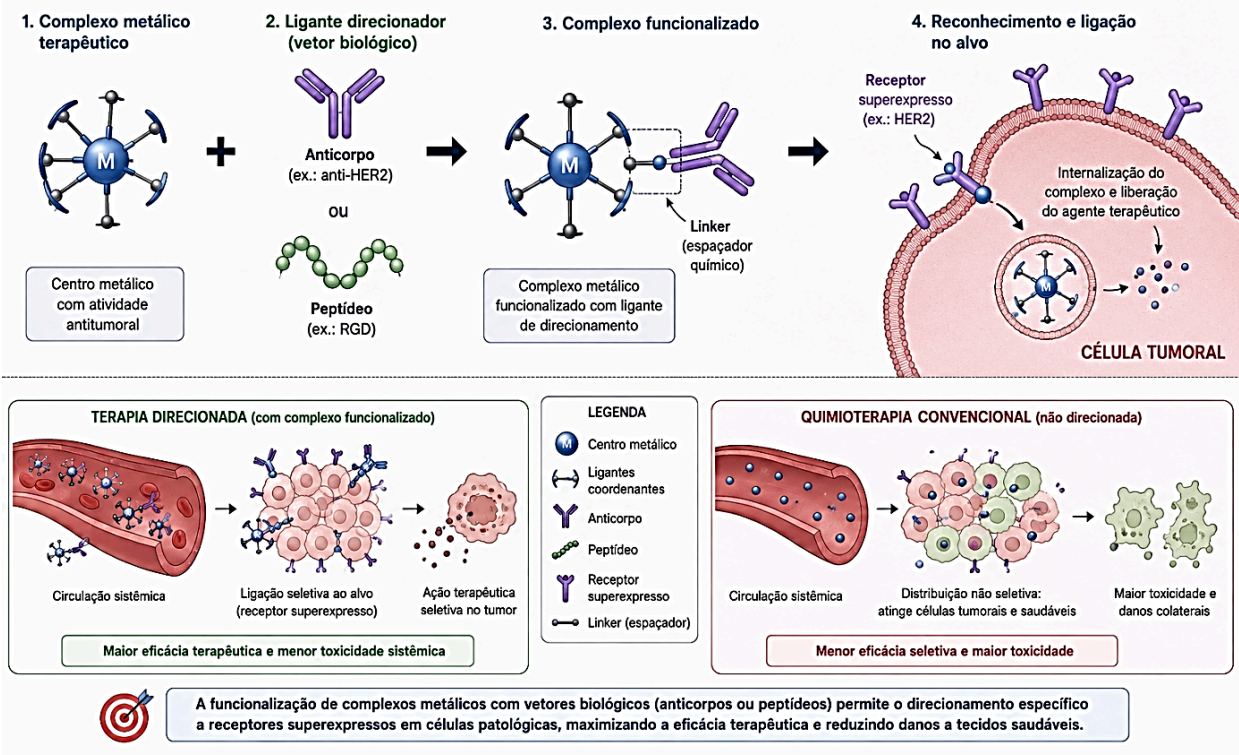 1. Complexo metálico
terapêutico
2. Ligante direcionador
(vetor biológico)
3. Complexo funcionalizado
4. Reconhecimento e ligação
no alvo
M
Centro metálico
com atividade
antitumoral
Anticorpo
(ex.: anti-HER2)
ou
Peptídeo
(ex.: RGD)
M
Linker
(espaçador
químico)
Complexo metálico
funcionalizado com ligante
de direcionamento
Receptor
superexpresso
(ex.: HER2)
Internalização do
complexo e liberação
do agente terapêutico
M
CÉLULA TUMORAL
TERAPIA DIRECIONADA (com complexo funcionalizado)
Circulação sistêmica
Ligação seletiva ao alvo
(receptor superexpresso)
Ação terapêutica
seletiva no tumor
Maior eficácia terapêutica e menor toxicidade sistêmica
LEGENDA
M
Centro metálico
Ligantes
coordenantes
Anticorpo
Peptídeo
Receptor
superexpresso
Linker (espaçador)
QUIMIOTERAPIA CONVENCIONAL (não direcionada)
Circulação sistêmica
Distribuição não seletiva:
atinge células tumorais e saudáveis
Maior toxicidade e
danos colaterais
Menor eficácia seletiva e maior toxicidade
A funcionalização de complexos metálicos com vetores biológicos (anticorpos ou peptídeos) permite o direcionamento específico
a receptores superexpressos em células patológicas, maximizando a eficácia terapêutica e reduzindo danos a tecidos saudáveis.